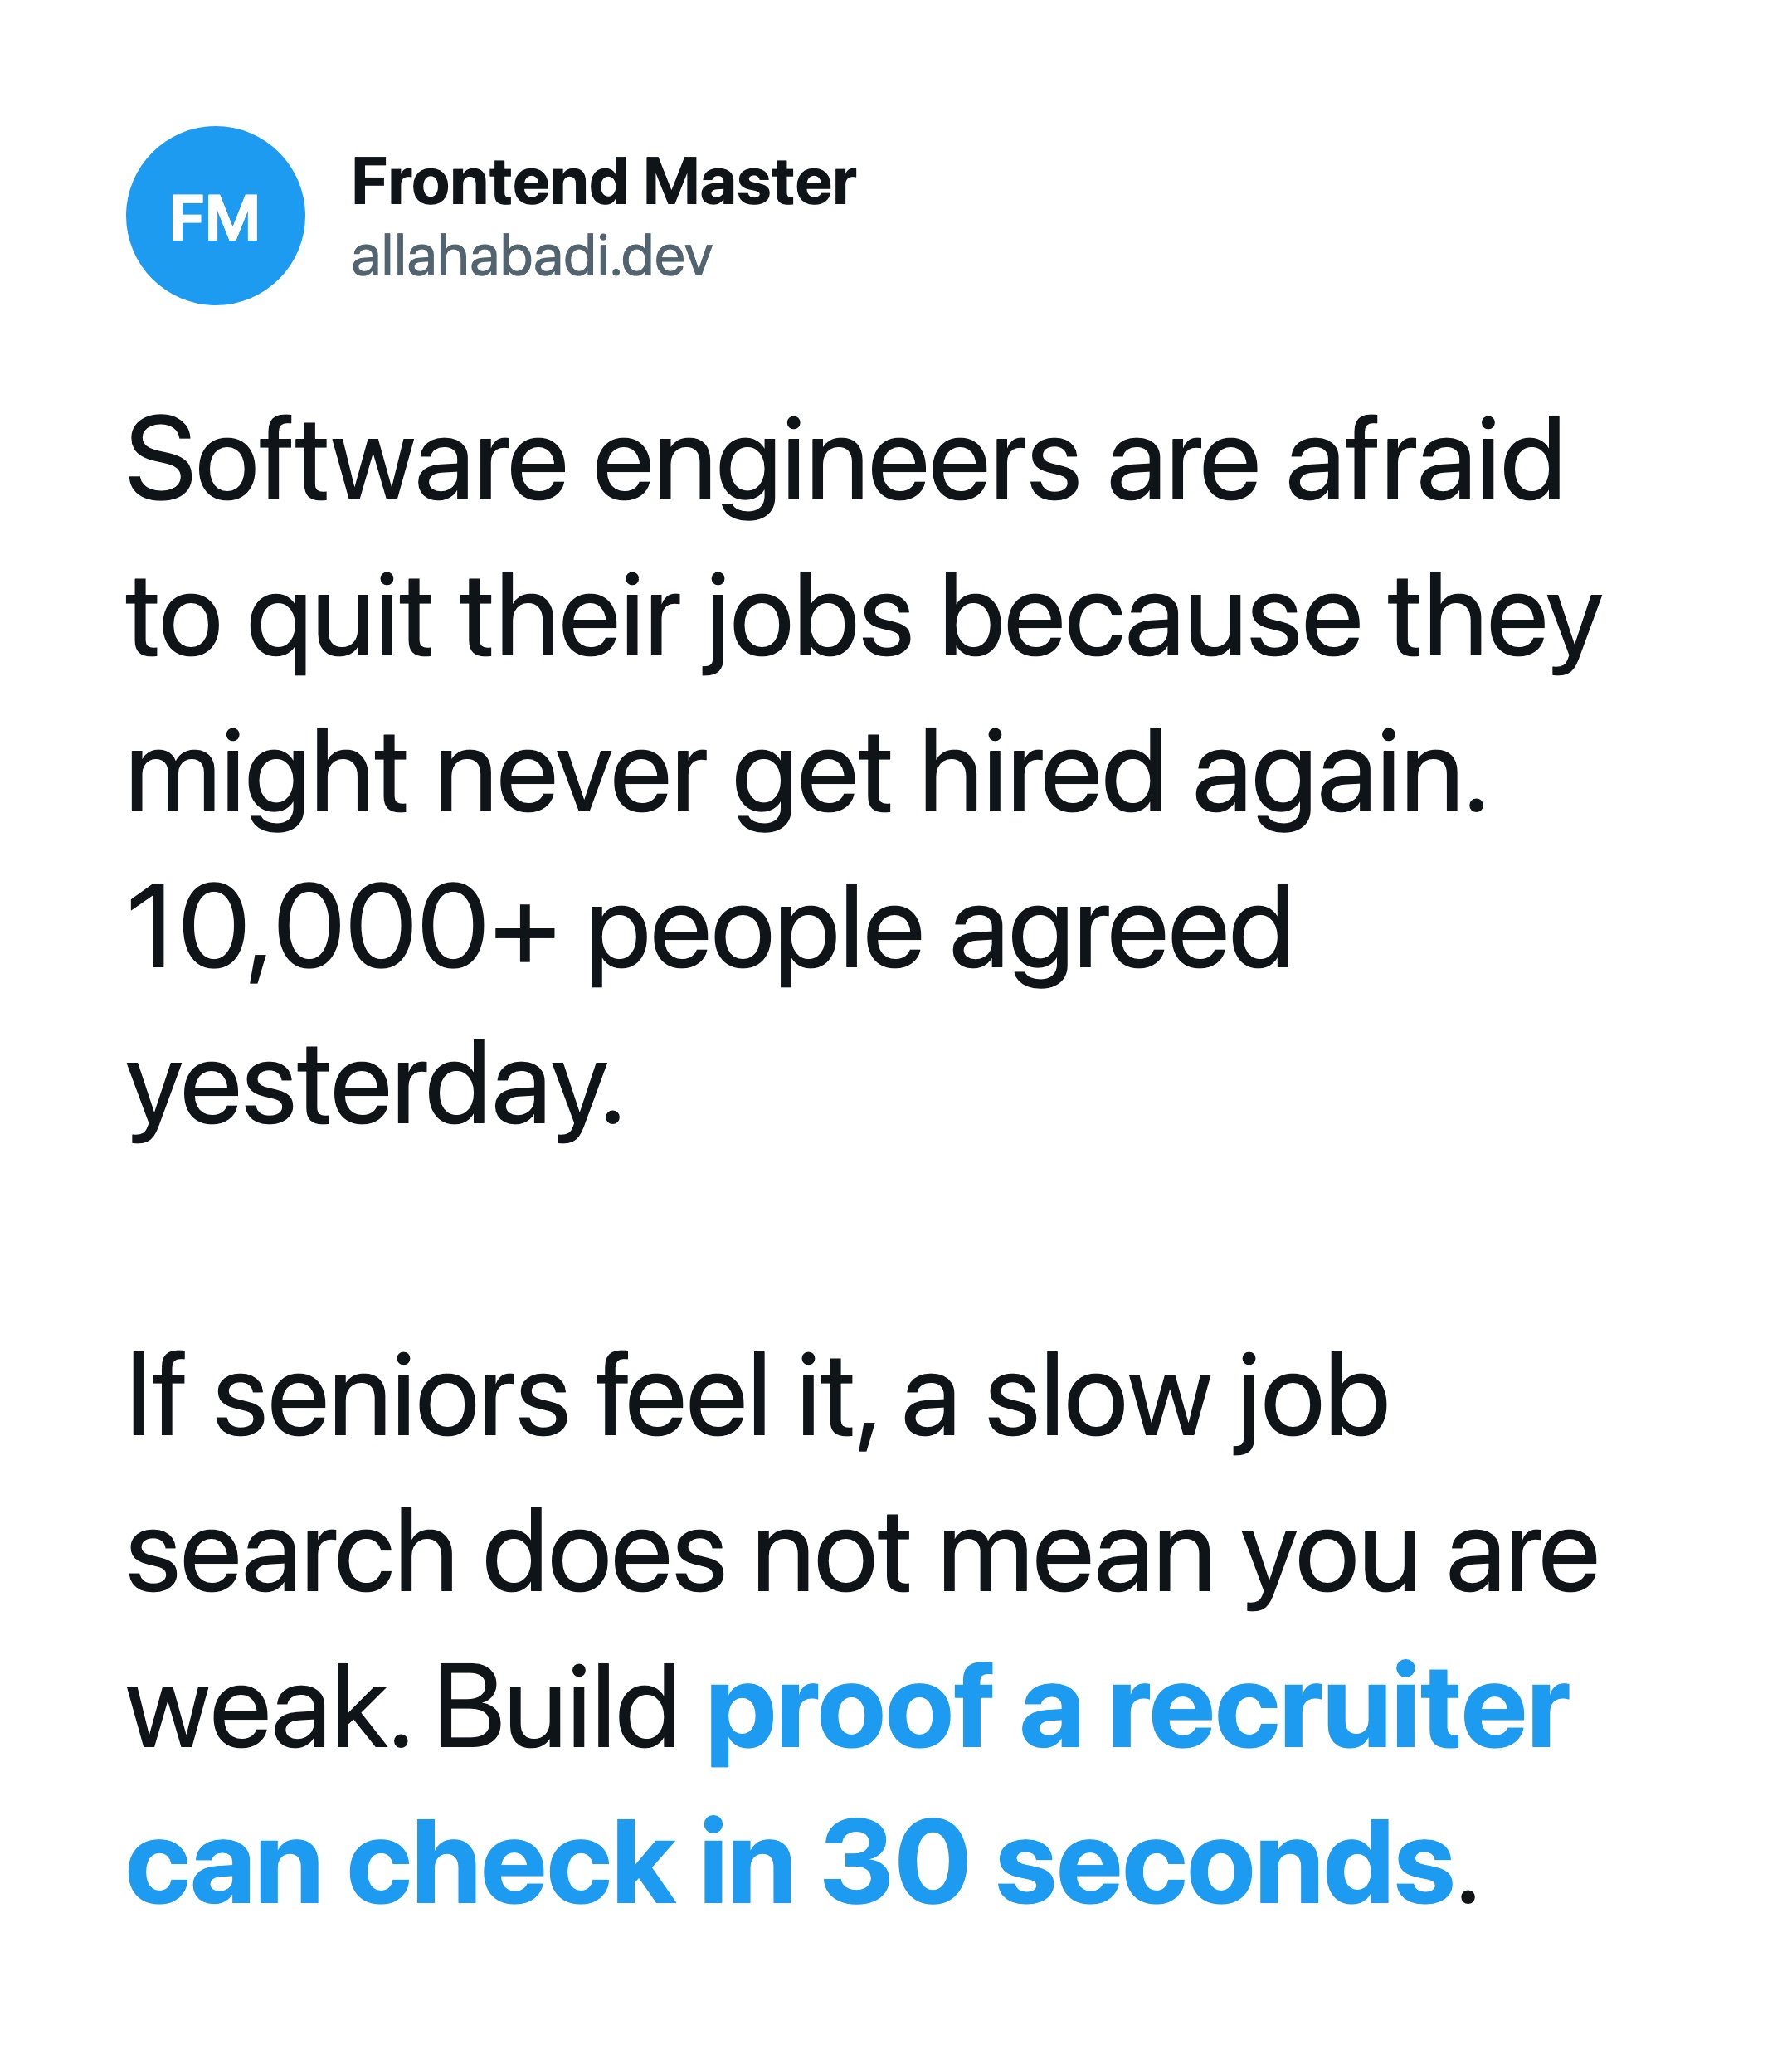 FM
Frontend Master
allahabadi.dev
Software engineers are afraid
to quit their jobs because they
might never get hired again.
10,000+ people agreed
yesterday.
If seniors feel it, a slow job
search does not mean you are
weak. Build proof a recruiter
can check in 30 seconds.